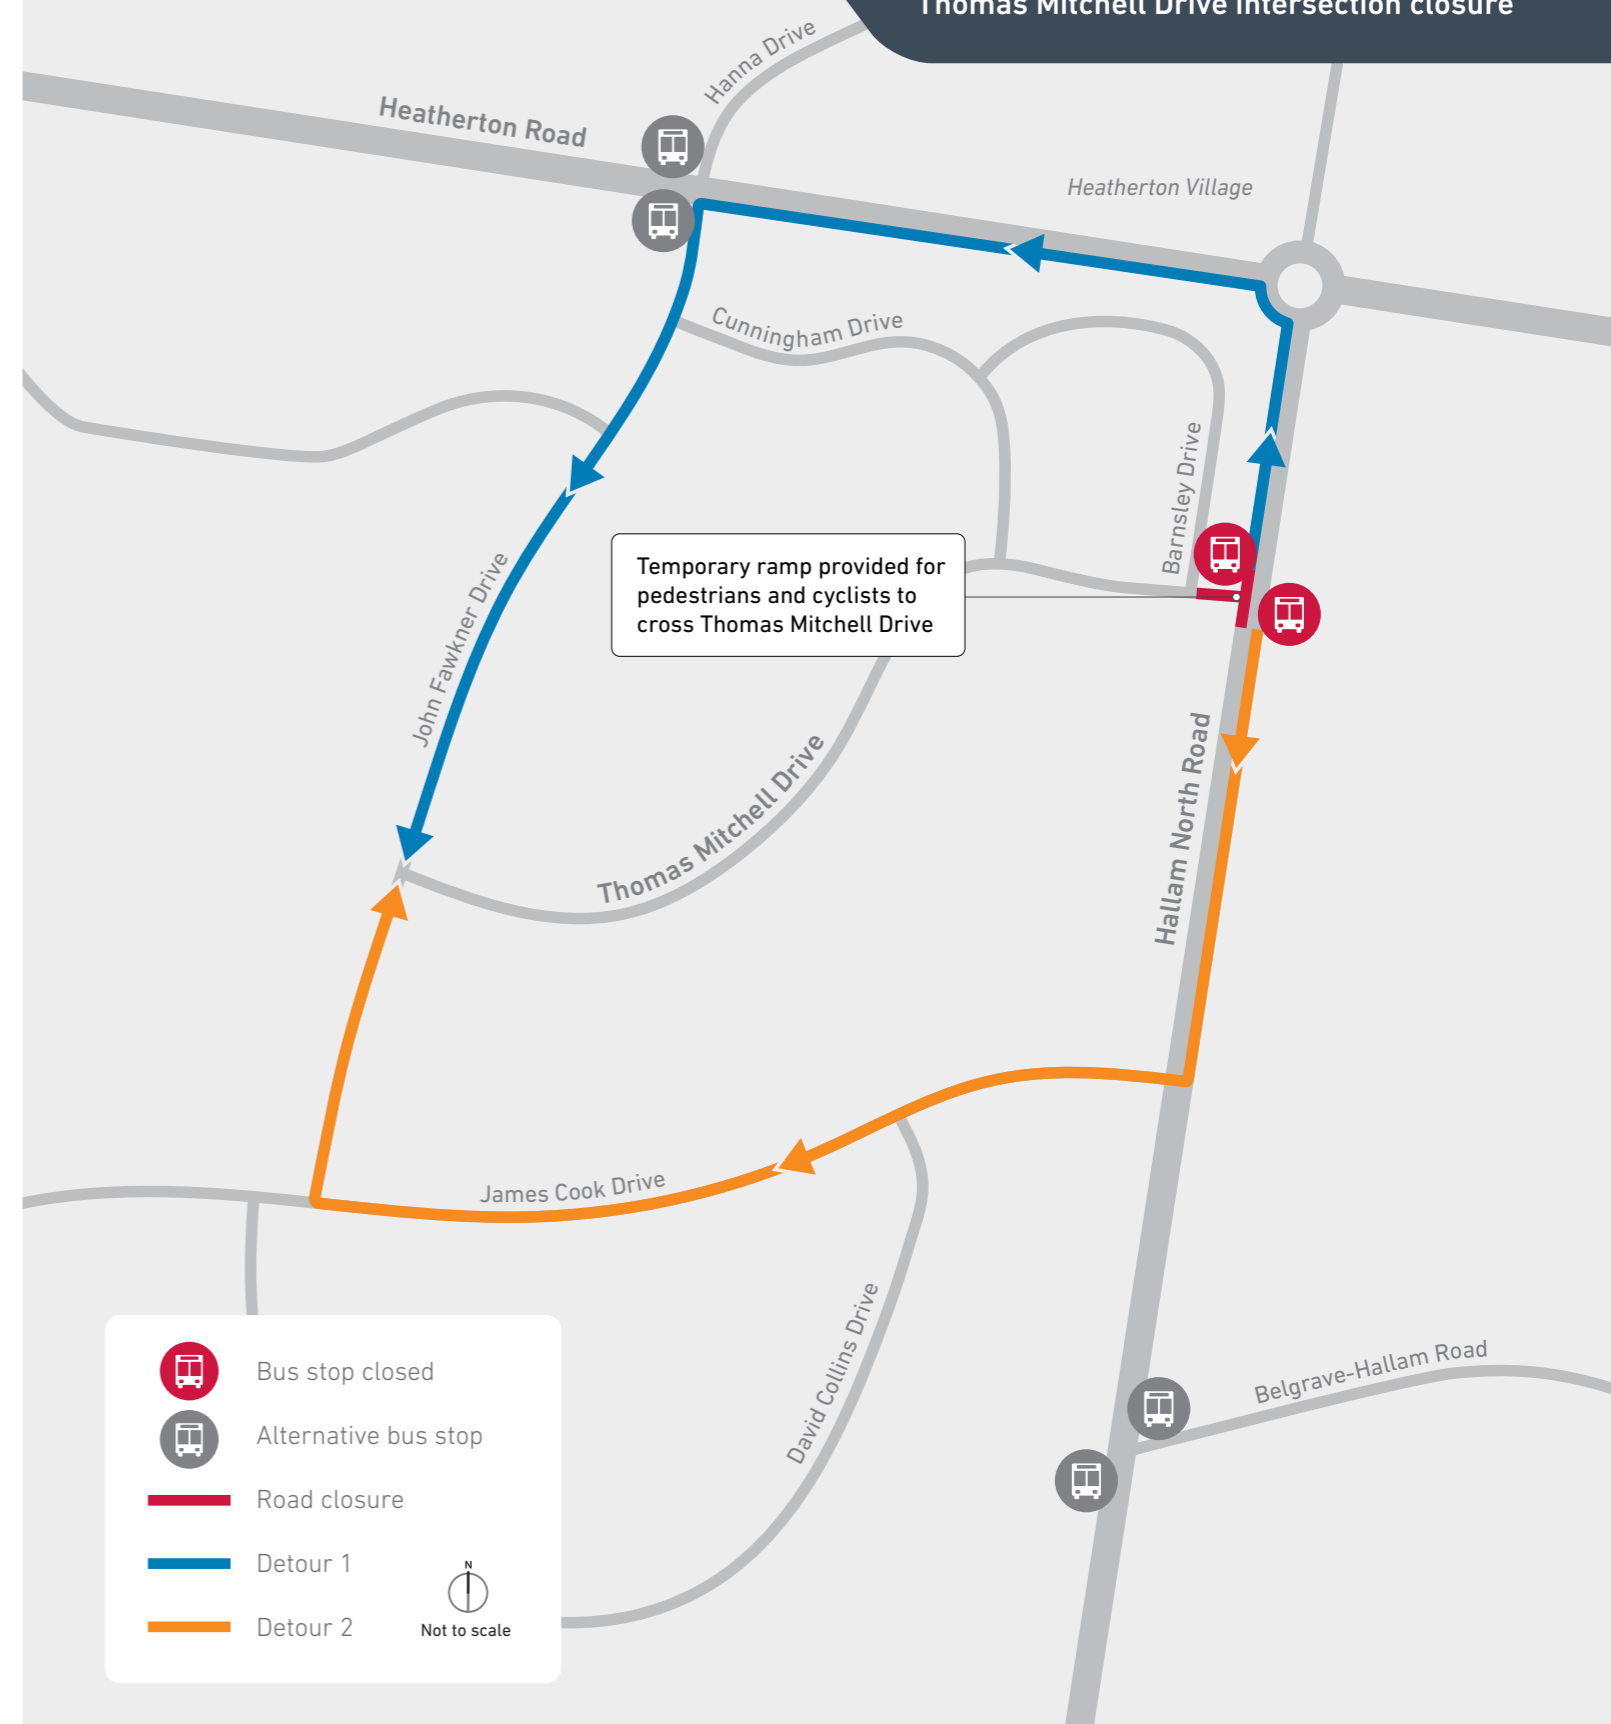 Thomas Mitchell Drive intersection closure
Hanna Drive
Heatherton Road
Heatherton Village
Cunningham Drive
Barnsley Drive
Temporary ramp provided for
pedestrians and cyclists to
cross Thomas Mitchell Drive
John Fawkner Drive
Thomas Mitchell Drive
Hallam North Road
James Cook Drive
David Collins Drive
Belgrave-Hallam Road
Bus stop closed
Alternative bus stop
Road closure
Detour 1
Detour 2
N
Not to scale